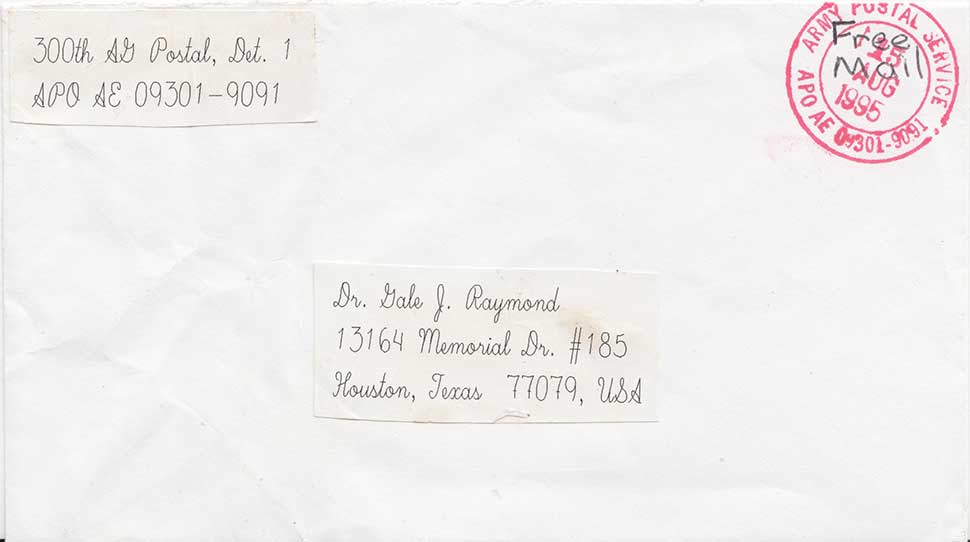 300th AG Postal, Det. 1
APO AE 09301-9091
ARMY POSTAL SERVICE
Free
Mail
15
AUG
1995
APO AE 09301-9091
Dr. Gale J. Raymond
13164 Memorial Dr. #185
Houston, Texas 77079, USA